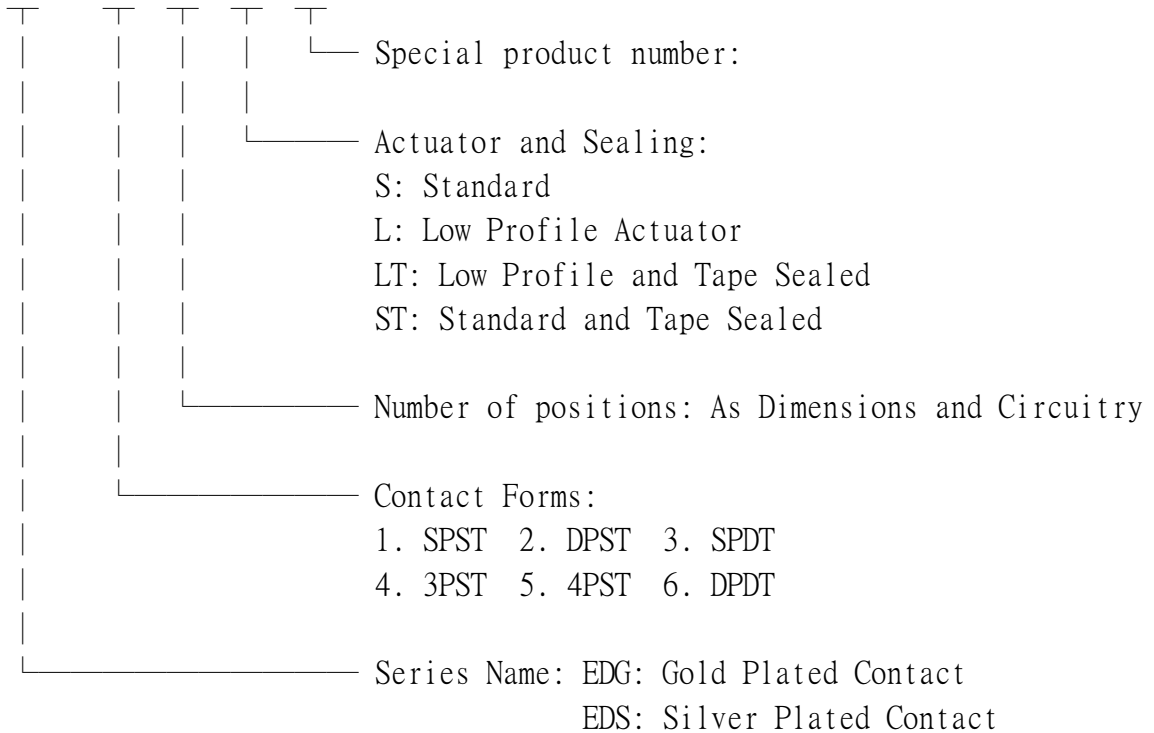 Special product number:
Actuator and Sealing:
S: Standard
L: Low Profile Actuator
LT: Low Profile and Tape Sealed
ST: Standard and Tape Sealed
Number of positions: As Dimensions and Circuitry
Contact Forms:
1. SPST 2. DPST 3. SPDT
4. 3PST 5. 4PST 6. DPDT
Series Name: EDG: Gold Plated Contact
EDS: Silver Plated Contact